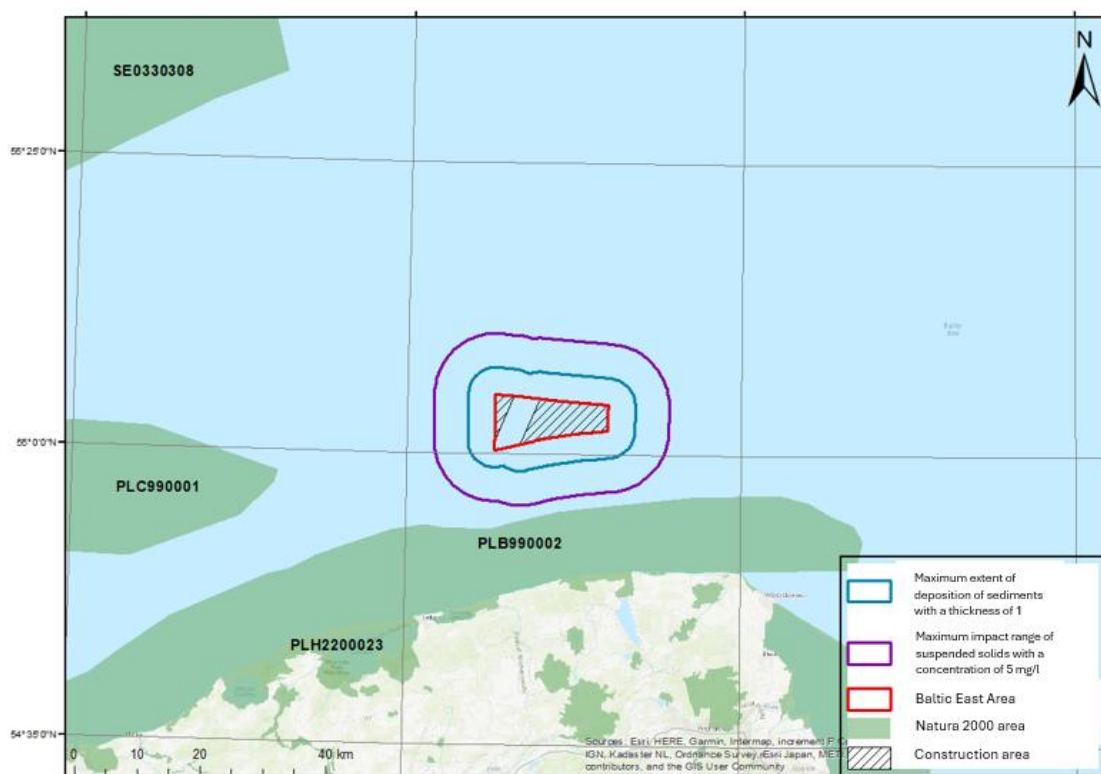 N
SE0330308
55°25'0"N
55°0'0"N
PLC990001
PLB990002
PLH2200023
54°35'0"N
0 10 20 40 km
Maximum extent of
deposition of sediments
with a thickness of 1
Maximum impact range of
suspended solids with a
concentration of 5 mg/l
Baltic East Area
Natura 2000 area
Construction area
Sources: Esri, HERE, Garmin, Intermap, increment P Co
IGN, Kadaster NL, Ordnance Survey, Esri Japan, MET
contributors, and the GIS User Community